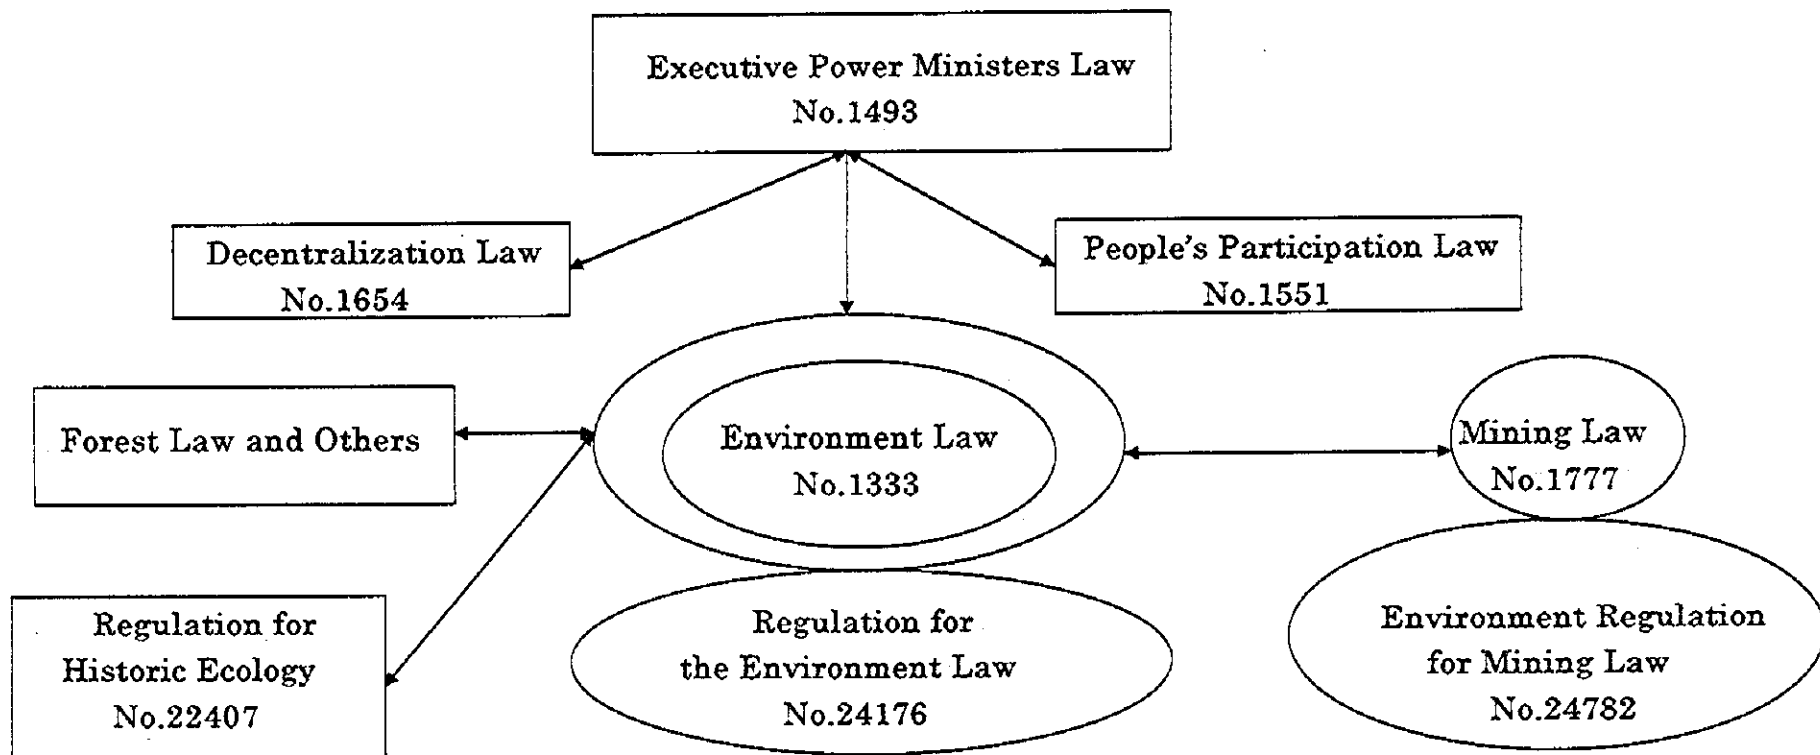 Executive Power Ministers Law
No.1493
Decentralization Law
No.1654
People's Participation Law
No.1551
Forest Law and Others
Environment Law
No.1333
Mining Law
No.1777
Regulation for
Historic Ecology
No.22407
Regulation for
the Environment Law
No.24176
Environment Regulation
for Mining Law
No.24782